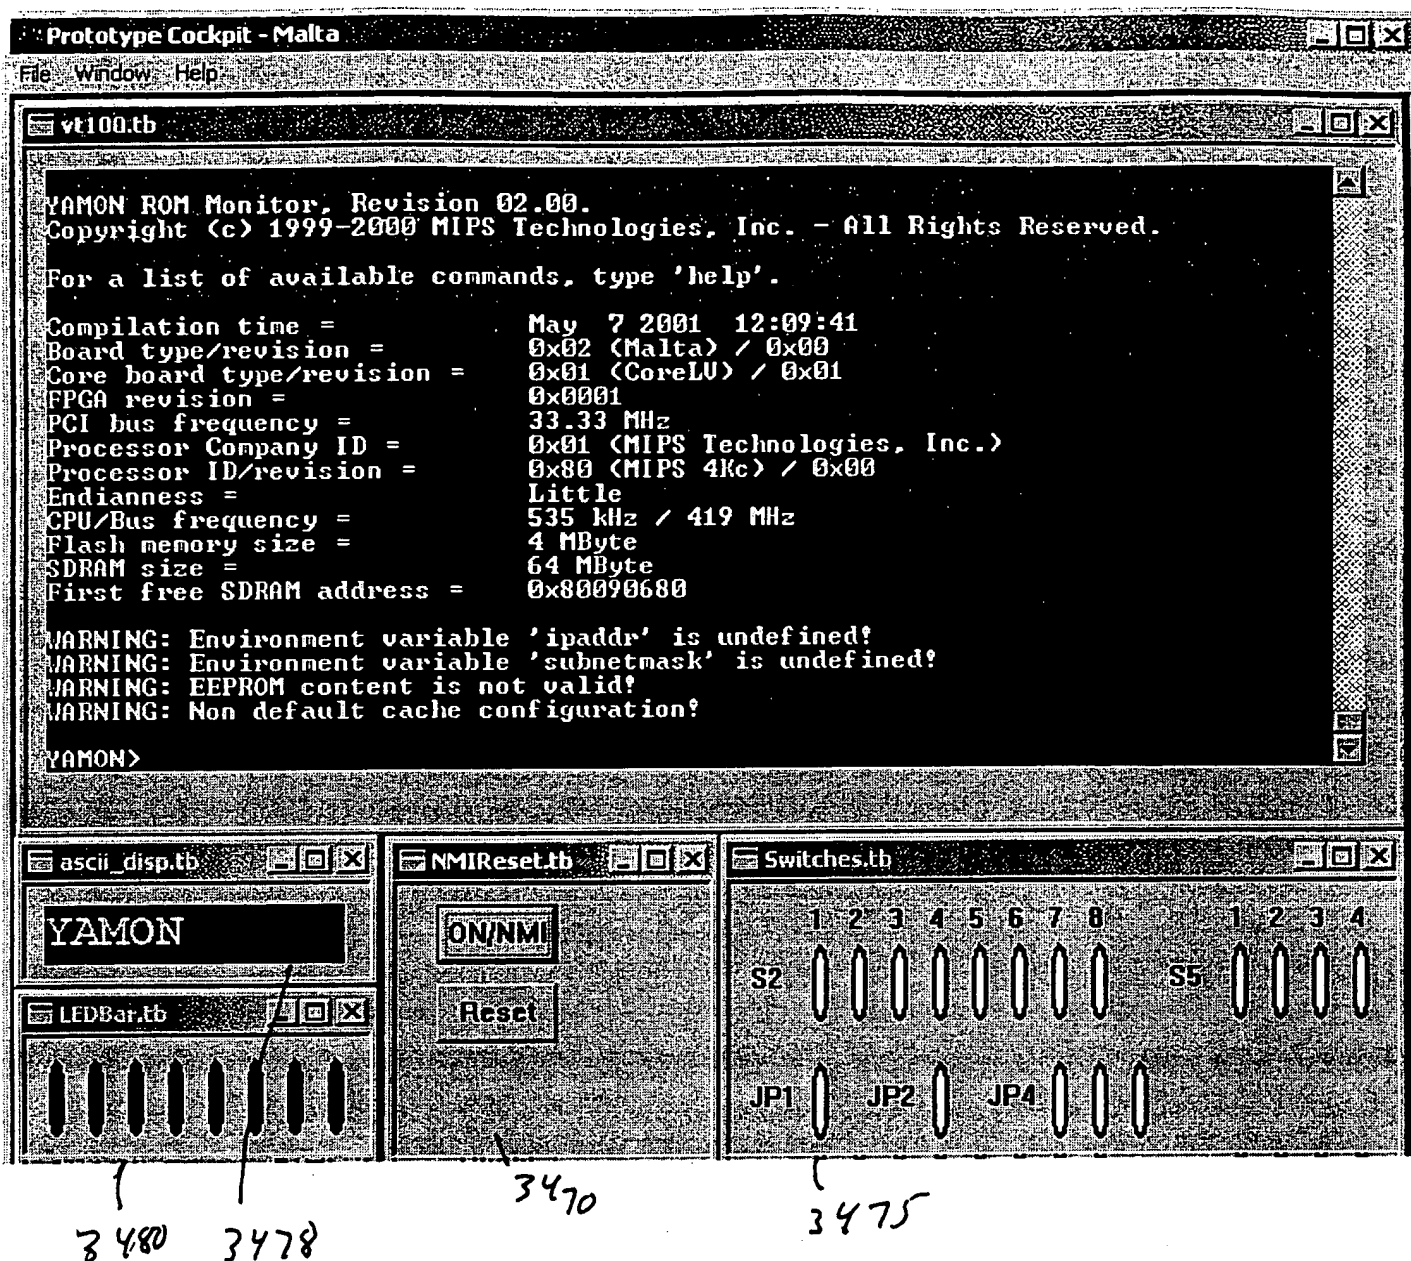 Prototype Cockpit - Malta
File Window Help
vt100.tb
YAMON ROM Monitor, Revision 02.00.
Copyright (c) 1999-2000 MIPS Technologies, Inc. - All Rights Reserved.
For a list of available commands, type 'help'.
Compilation time = May 7 2001 12:09:41
Board type/revision = 0x02 (Malta) / 0x00
Core board type/revision = 0x01 (CoreLV) / 0x01
FPGA revision = 0x0001
PCI bus frequency = 33.33 MHz
Processor Company ID = 0x01 (MIPS Technologies, Inc.)
Processor ID/revision = 0x80 (MIPS 4Kc) / 0x00
Endianness = Little
CPU/Bus frequency = 535 kHz / 419 MHz
Flash memory size = 4 MByte
SDRAM size = 64 MByte
First free SDRAM address = 0x80090680
WARNING: Environment variable 'ipaddr' is undefined!
WARNING: Environment variable 'subnetmask' is undefined!
WARNING: EEPROM content is not valid!
WARNING: Non default cache configuration!
YAMON>
ascii_disp.tb
YAMON
LEDBar.tb
NMIReset.tb
ON/NMI
Reset
Switches.tb
1 2 3 4 5 6 7 8 1 2 3 4
S2 S5
JP1 JP2 JP4
3480 3478 3470 3475